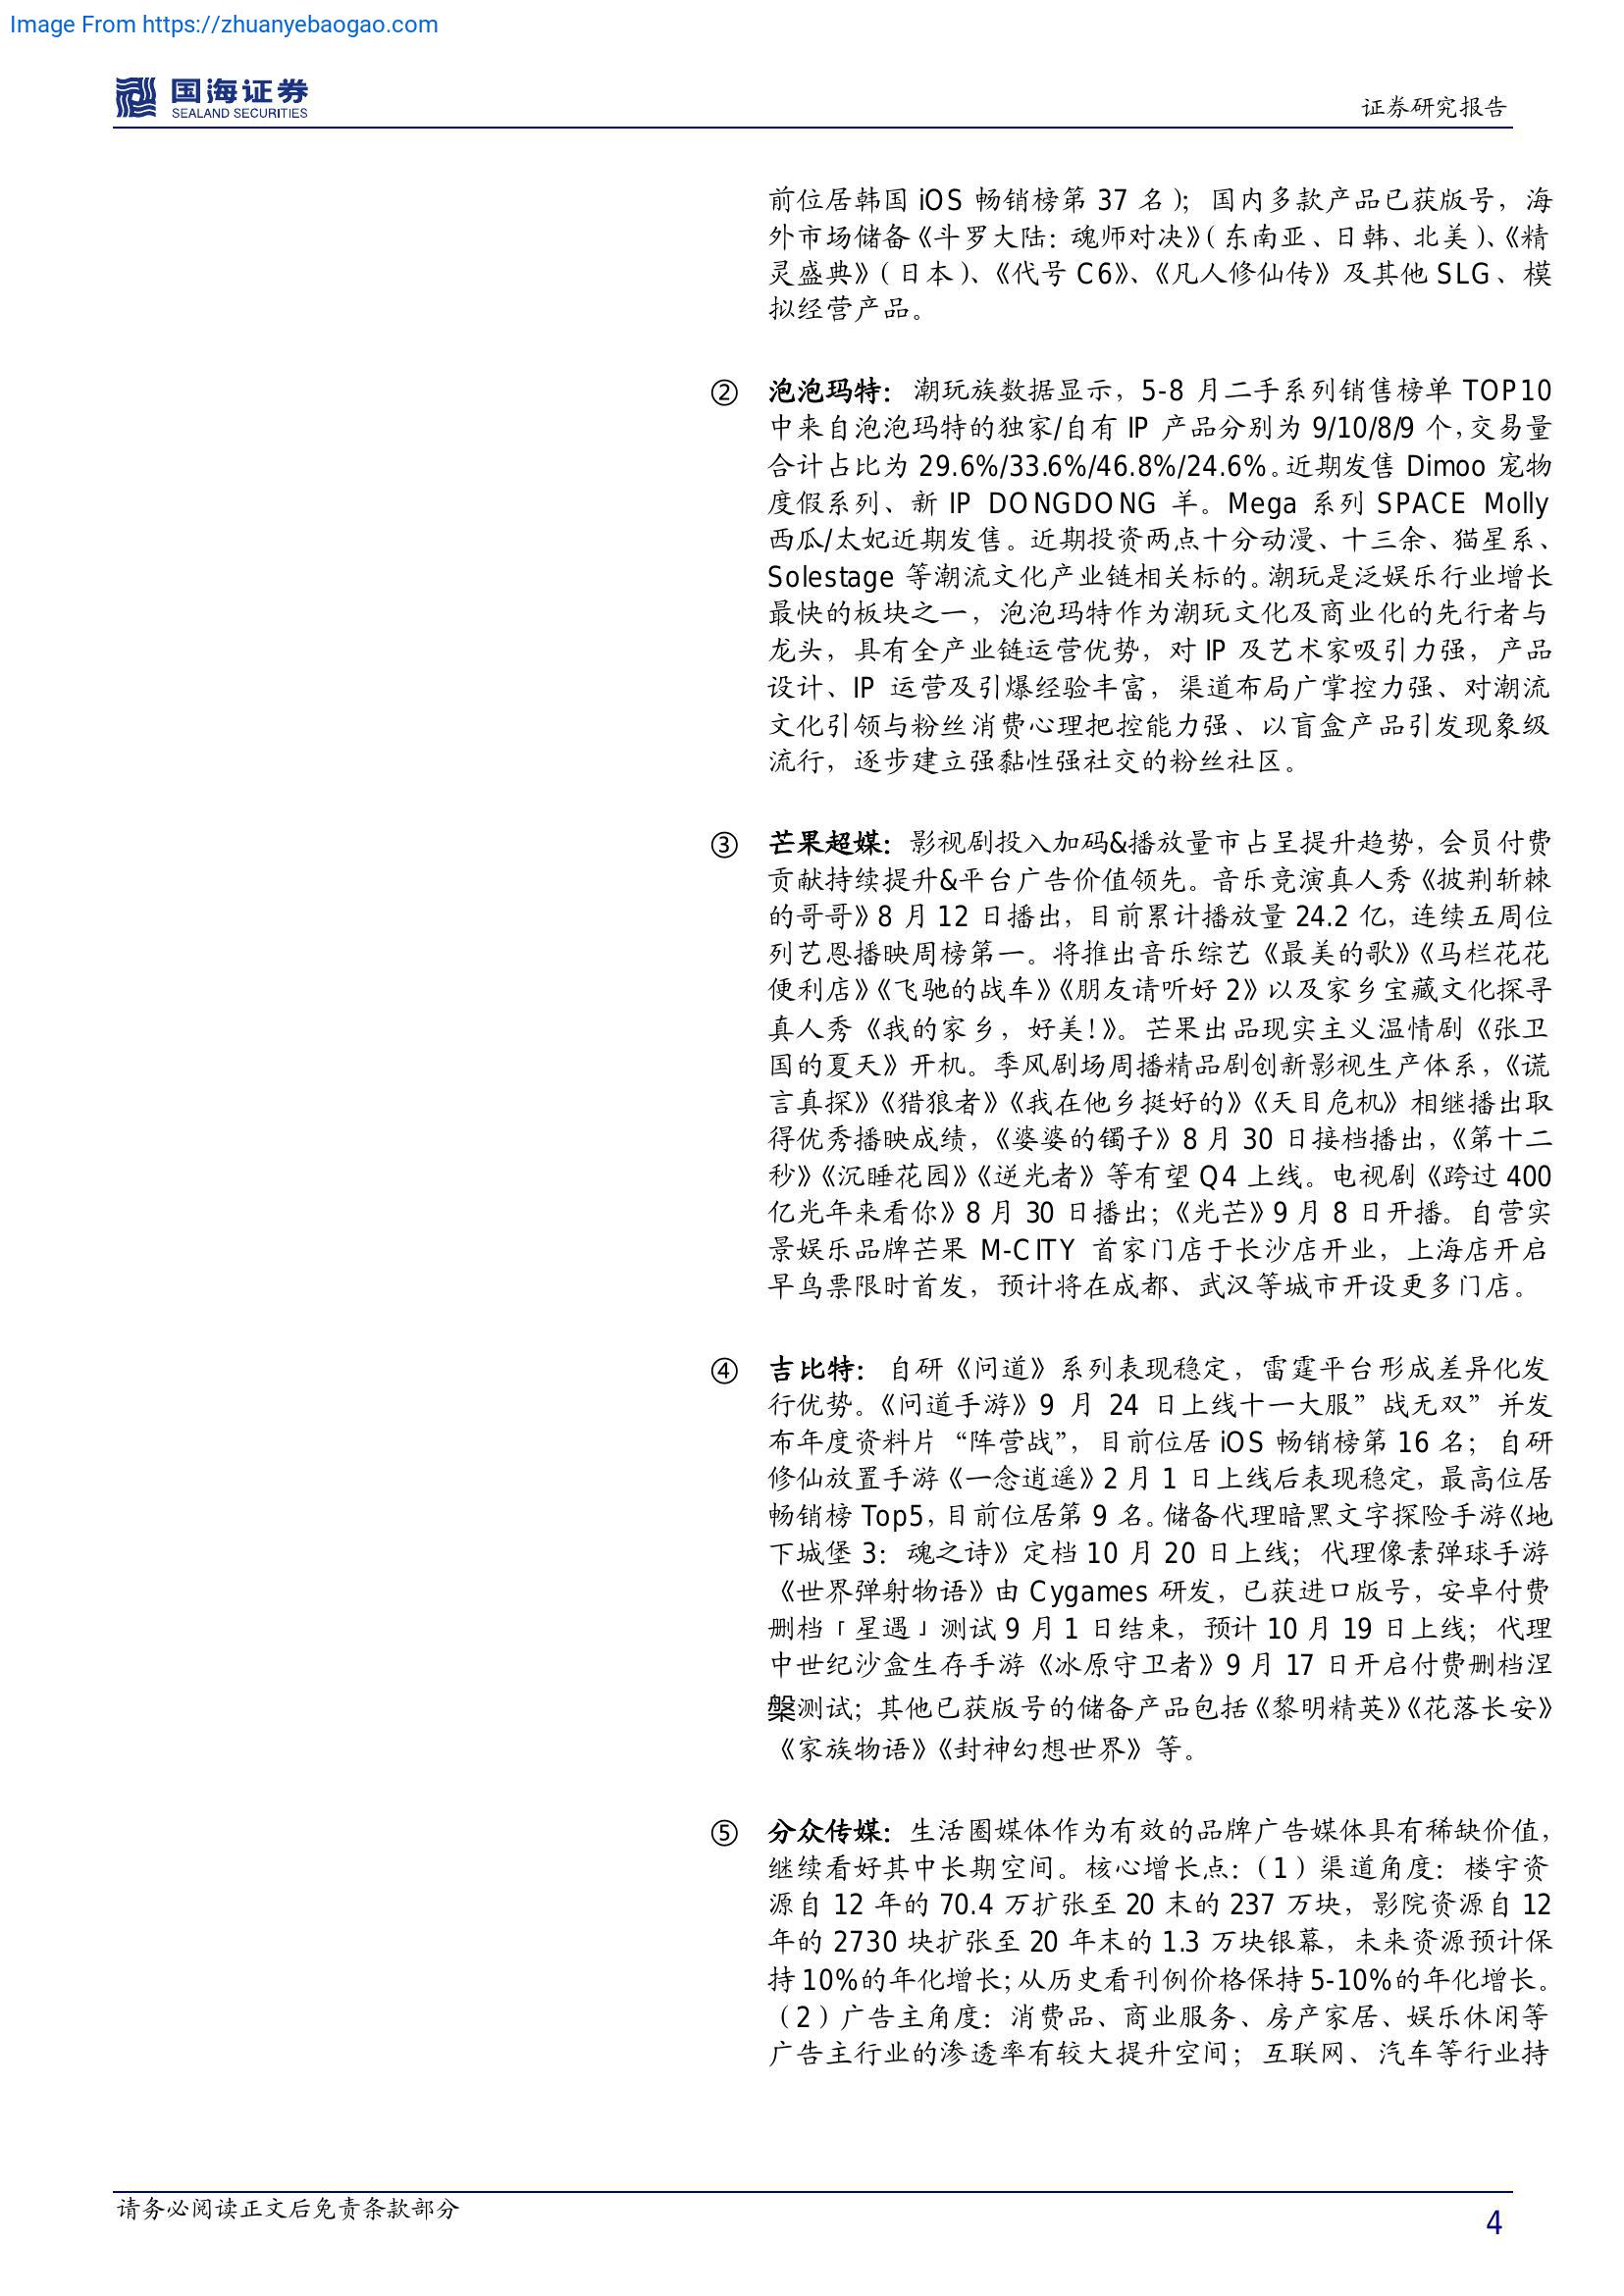 Image From https://zhuanyebaogao.com
国海证券
SEALAND SECURITIES
证券研究报告
前位居韩国 iOS 畅销榜第 37 名）；国内多款产品已获版号，海
外市场储备《斗罗大陆：魂师对决》（东南亚、日韩、北美）、《精
灵盛典》（日本）、《代号 C6》、《凡人修仙传》及其他 SLG、模
拟经营产品。
② 泡泡玛特：潮玩族数据显示，5-8 月二手系列销售榜单 TOP10
中来自泡泡玛特的独家/自有 IP 产品分别为 9/10/8/9 个，交易量
合计占比为 29.6%/33.6%/46.8%/24.6%。近期发售 Dimoo 宠物
度假系列、新 IP DONGDONG 羊。Mega 系列 SPACE Molly
西瓜/太妃近期发售。近期投资两点十分动漫、十三余、猫星系、
Solestage 等潮流文化产业链相关标的。潮玩是泛娱乐行业增长
最快的板块之一，泡泡玛特作为潮玩文化及商业化的先行者与
龙头，具有全产业链运营优势，对 IP 及艺术家吸引力强，产品
设计、IP 运营及引爆经验丰富，渠道布局广掌控力强、对潮流
文化引领与粉丝消费心理把控能力强、以盲盒产品引发现象级
流行，逐步建立强黏性强社交的粉丝社区。
③ 芒果超媒：影视剧投入加码&播放量市占呈提升趋势，会员付费
贡献持续提升&平台广告价值领先。音乐竞演真人秀《披荆斩棘
的哥哥》8 月 12 日播出，目前累计播放量 24.2 亿，连续五周位
列艺恩播映周榜第一。将推出音乐综艺《最美的歌》《马栏花花
便利店》《飞驰的战车》《朋友请听好 2》以及家乡宝藏文化探寻
真人秀《我的家乡，好美！》。芒果出品现实主义温情剧《张卫
国的夏天》开机。季风剧场周播精品剧创新影视生产体系，《谎
言真探》《猎狼者》《我在他乡挺好的》《天目危机》相继播出取
得优秀播映成绩，《婆婆的镯子》8 月 30 日接档播出，《第十二
秒》《沉睡花园》《逆光者》等有望 Q4 上线。电视剧《跨过 400
亿光年来看你》8 月 30 日播出；《光芒》9 月 8 日开播。自营实
景娱乐品牌芒果 M-CITY 首家门店于长沙店开业，上海店开启
早鸟票限时首发，预计将在成都、武汉等城市开设更多门店。
④ 吉比特：自研《问道》系列表现稳定，雷霆平台形成差异化发
行优势。《问道手游》9 月 24 日上线十一大服”战无双”并发
布年度资料片“阵营战”，目前位居 iOS 畅销榜第 16 名；自研
修仙放置手游《一念逍遥》2 月 1 日上线后表现稳定，最高位居
畅销榜 Top5，目前位居第 9 名。储备代理暗黑文字探险手游《地
下城堡 3：魂之诗》定档 10 月 20 日上线；代理像素弹球手游
《世界弹射物语》由 Cygames 研发，已获进口版号，安卓付费
删档「星遇」测试 9 月 1 日结束，预计 10 月 19 日上线；代理
中世纪沙盒生存手游《冰原守卫者》9 月 17 日开启付费删档涅
槃测试；其他已获版号的储备产品包括《黎明精英》《花落长安》
《家族物语》《封神幻想世界》等。
⑤ 分众传媒：生活圈媒体作为有效的品牌广告媒体具有稀缺价值，
继续看好其中长期空间。核心增长点：（1）渠道角度：楼宇资
源自 12 年的 70.4 万扩张至 20 末的 237 万块，影院资源自 12
年的 2730 块扩张至 20 年末的 1.3 万块银幕，未来资源预计保
持 10%的年化增长；从历史看刊例价格保持 5-10%的年化增长。
（2）广告主角度：消费品、商业服务、房产家居、娱乐休闲等
广告主行业的渗透率有较大提升空间；互联网、汽车等行业持
请务必阅读正文后免责条款部分
4